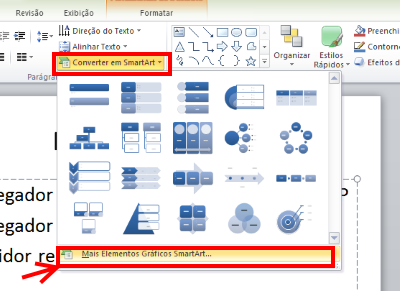 Revisão Exibição Formatar
Direção do Texto
Alinhar Texto
Converter em SmartArt
Organizar
Estilos
Rápidos
Preenchi
Contorno
Efeitos d
Parágra
egador
egador
idor re
P
Mais Elementos Gráficos SmartArt...